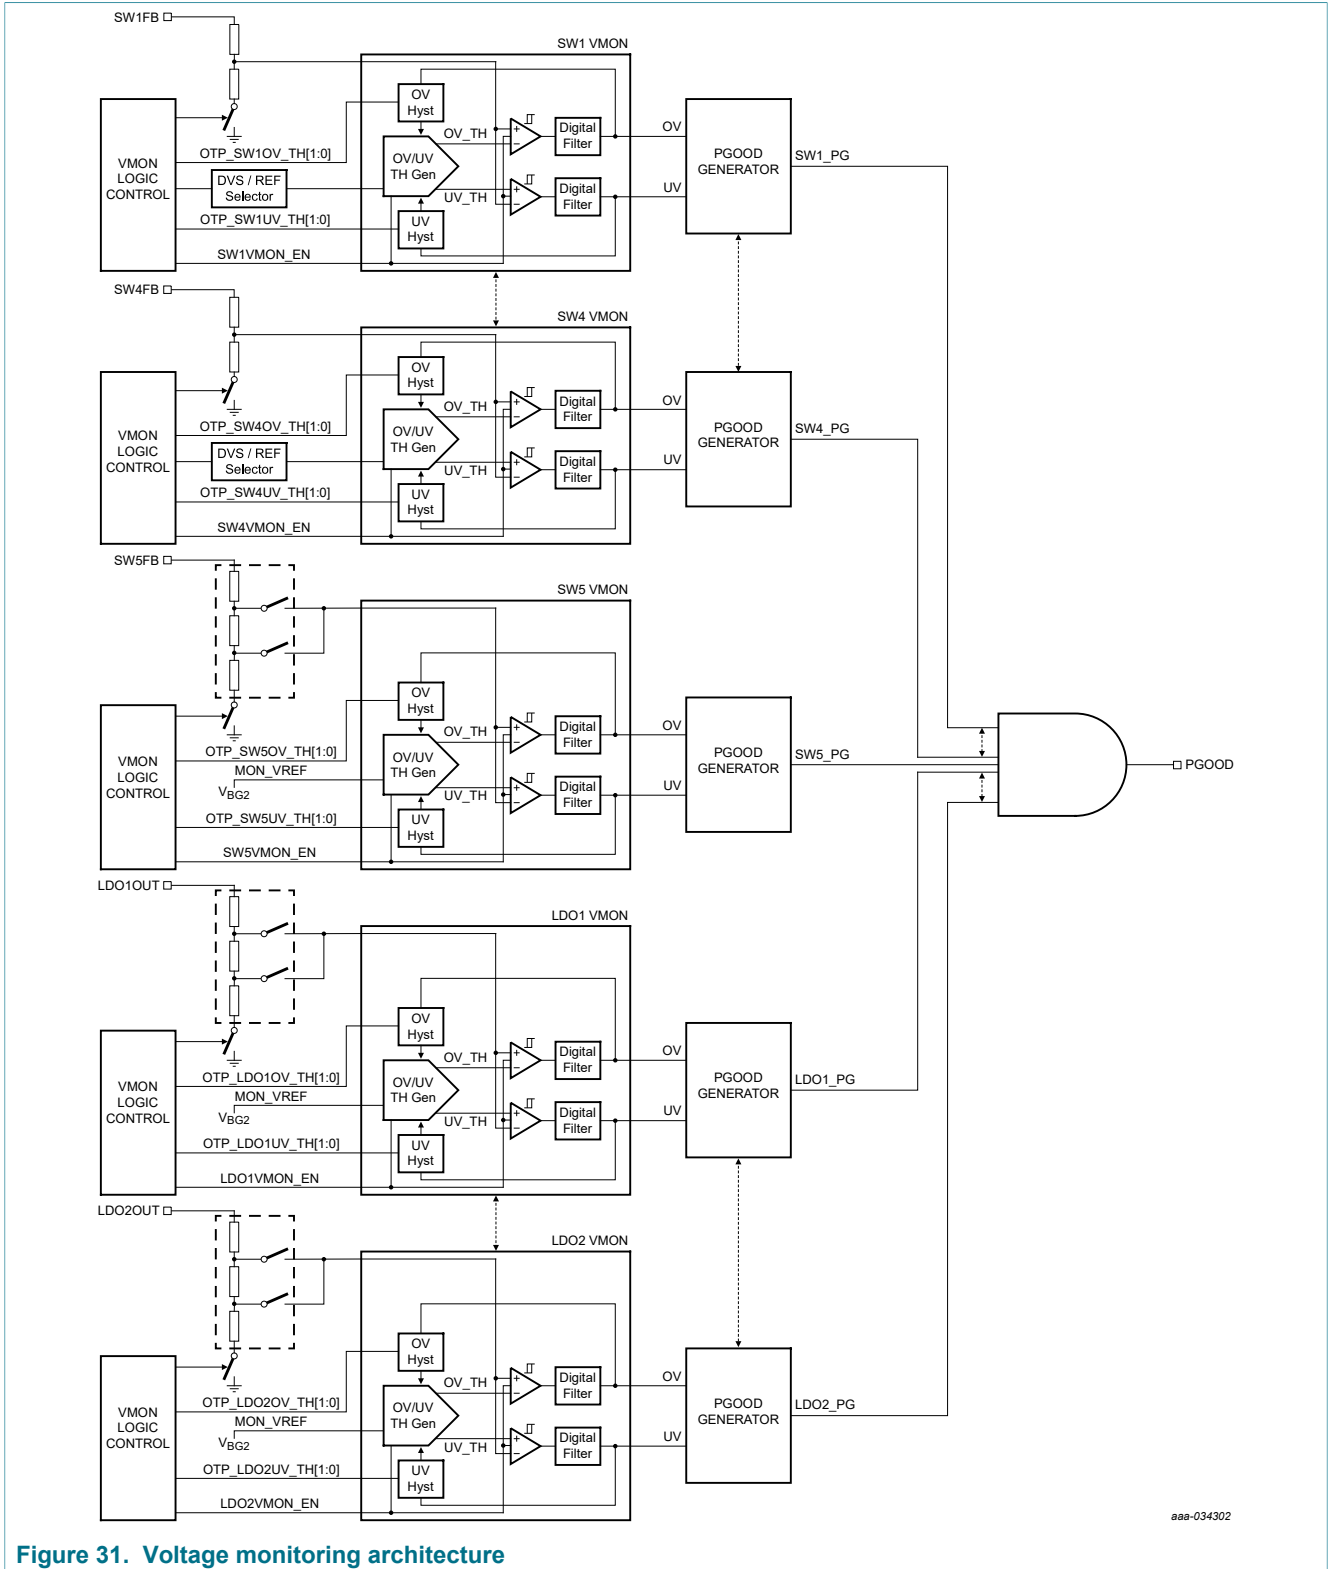 SW1FB
SW1 VMON
OV
Hyst
VMON
LOGIC
CONTROL
OTP_SW1OV_TH[1:0]
DVS / REF
Selector
OTP_SW1UV_TH[1:0]
SW1VMON_EN
OV/UV
TH Gen
OV_TH
UV_TH
UV
Hyst
+
−
+
−
Digital
Filter
Digital
Filter
OV
UV
PGOOD
GENERATOR
SW1_PG
SW4FB
SW4 VMON
OV
Hyst
VMON
LOGIC
CONTROL
OTP_SW4OV_TH[1:0]
DVS / REF
Selector
OTP_SW4UV_TH[1:0]
SW4VMON_EN
OV/UV
TH Gen
OV_TH
UV_TH
UV
Hyst
+
−
+
−
Digital
Filter
Digital
Filter
OV
UV
PGOOD
GENERATOR
SW4_PG
SW5FB
SW5 VMON
OV
Hyst
VMON
LOGIC
CONTROL
OTP_SW5OV_TH[1:0]
MON_VREF
VBG2
OTP_SW5UV_TH[1:0]
SW5VMON_EN
OV/UV
TH Gen
OV_TH
UV_TH
UV
Hyst
+
−
+
−
Digital
Filter
Digital
Filter
OV
UV
PGOOD
GENERATOR
SW5_PG
PGOOD
LDO1OUT
LDO1 VMON
OV
Hyst
VMON
LOGIC
CONTROL
OTP_LDO1OV_TH[1:0]
MON_VREF
VBG2
OTP_LDO1UV_TH[1:0]
LDO1VMON_EN
OV/UV
TH Gen
OV_TH
UV_TH
UV
Hyst
+
−
+
−
Digital
Filter
Digital
Filter
OV
UV
PGOOD
GENERATOR
LDO1_PG
LDO2OUT
LDO2 VMON
OV
Hyst
VMON
LOGIC
CONTROL
OTP_LDO2OV_TH[1:0]
MON_VREF
VBG2
OTP_LDO2UV_TH[1:0]
LDO2VMON_EN
OV/UV
TH Gen
OV_TH
UV_TH
UV
Hyst
+
−
+
−
Digital
Filter
Digital
Filter
OV
UV
PGOOD
GENERATOR
LDO2_PG
aaa-034302
Figure 31. Voltage monitoring architecture